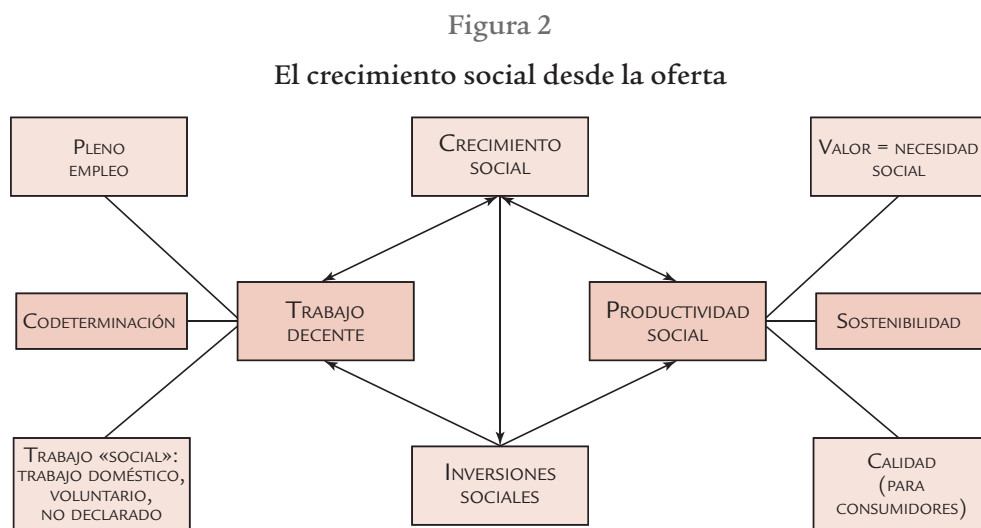 Figura 2
El crecimiento social desde la oferta
Pleno
empleo
Crecimiento
social
Valor = necesidad
social
Codeterminación
Trabajo
decente
Productividad
social
Sostenibilidad
Trabajo «social»:
trabajo doméstico,
voluntario,
no declarado
Inversiones
sociales
Calidad
(para
consumidores)